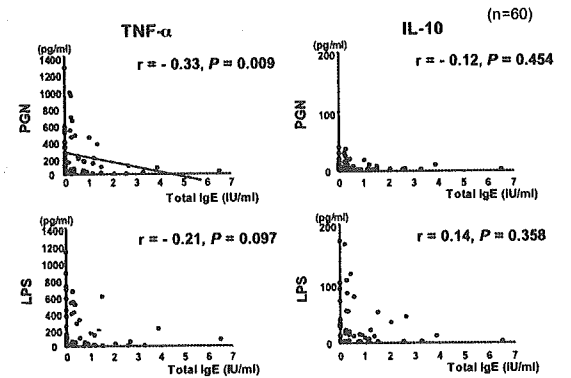 (n=60)
TNF-α
IL-10
(pg/ml)
1400
1200
1000
800
600
400
200
0
PGN
r = - 0.33, P = 0.009
0 1 2 3 4 5 6 7
Total IgE (IU/ml)
(pg/ml)
200
100
0
PGN
r = - 0.12, P = 0.454
0 1 2 3 4 5 6 7
Total IgE (IU/ml)
(pg/ml)
1400
1200
1000
800
600
400
200
0
LPS
r = - 0.21, P = 0.097
0 1 2 3 4 5 6 7
Total IgE (IU/ml)
(pg/ml)
200
100
0
LPS
r = 0.14, P = 0.358
0 1 2 3 4 5 6 7
Total IgE (IU/ml)